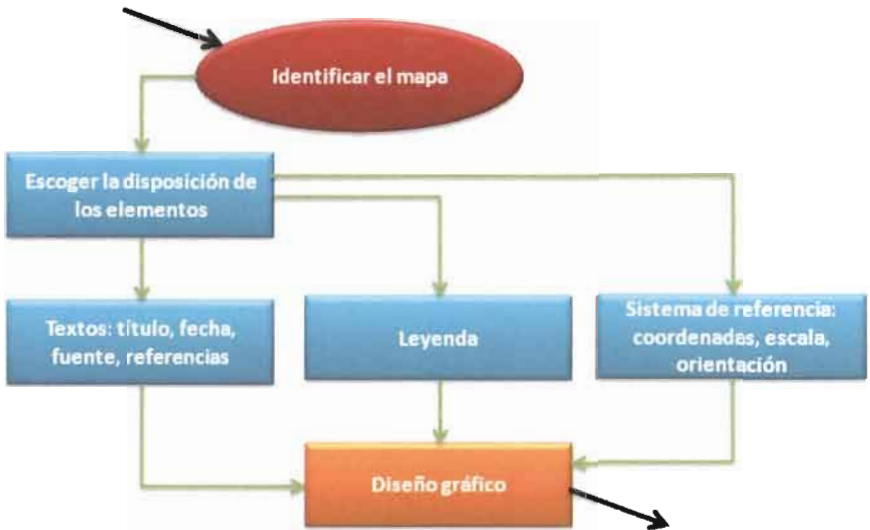 Identificar el mapa
Escoger la disposición de
los elementos
Textos: título, fecha,
fuente, referencias
Leyenda
Sistema de referencia:
coordenadas, escala,
orientación
Diseño gráfico